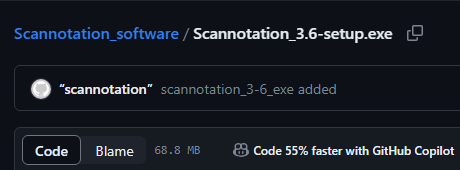 Scannotation_software / Scannotation_3.6-setup.exe
“scannotation” scannotation_3-6_exe added
Code Blame 68.8 MB Code 55% faster with GitHub Copilot